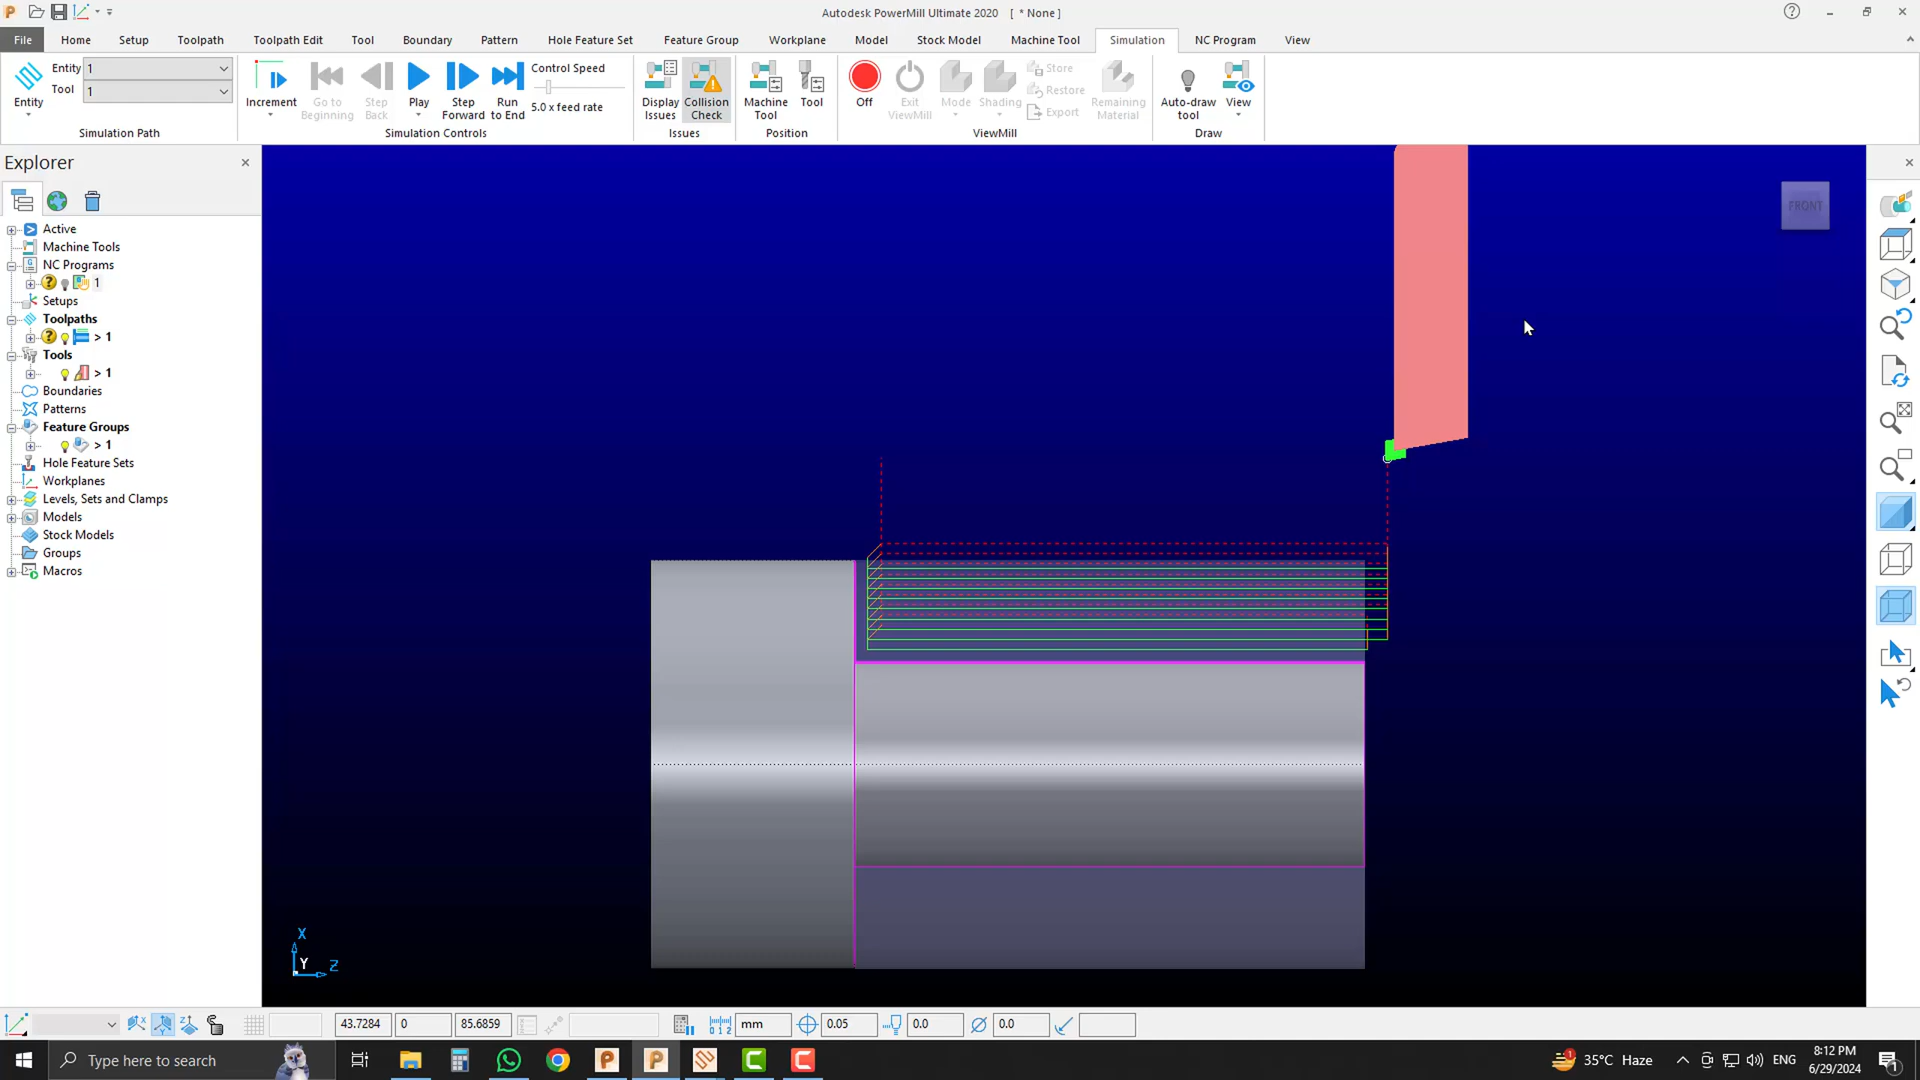 Autodesk PowerMill Ultimate 2020 [ * None ]
File Home Setup Toolpath Toolpath Edit Tool Boundary Pattern Hole Feature Set Feature Group Workplane Model Stock Model Machine Tool Simulation NC Program View
Entity
Entity 1
Tool 1
Simulation Path
Increment
Go to Beginning
Step Back
Play
Step Forward
Run to End
Control Speed
5.0 x feed rate
Simulation Controls
Display Issues
Collision Check
Issues
Machine Tool
Tool
Position
Off
Exit ViewMill
Mode
Shading
Store
Restore
Export
Remaining Material
ViewMill
Auto-draw tool
View
Draw
Explorer
Active
Machine Tools
NC Programs
1
Setups
Toolpaths
> 1
Tools
> 1
Boundaries
Patterns
Feature Groups
> 1
Hole Feature Sets
Workplanes
Levels, Sets and Clamps
Models
Stock Models
Groups
Macros
FRONT
X
Y
Z
43.7284 0 85.6859 mm 0.05 0.0 0.0
Type here to search
1
35°C Haze
ENG
8:12 PM
6/29/2024
1